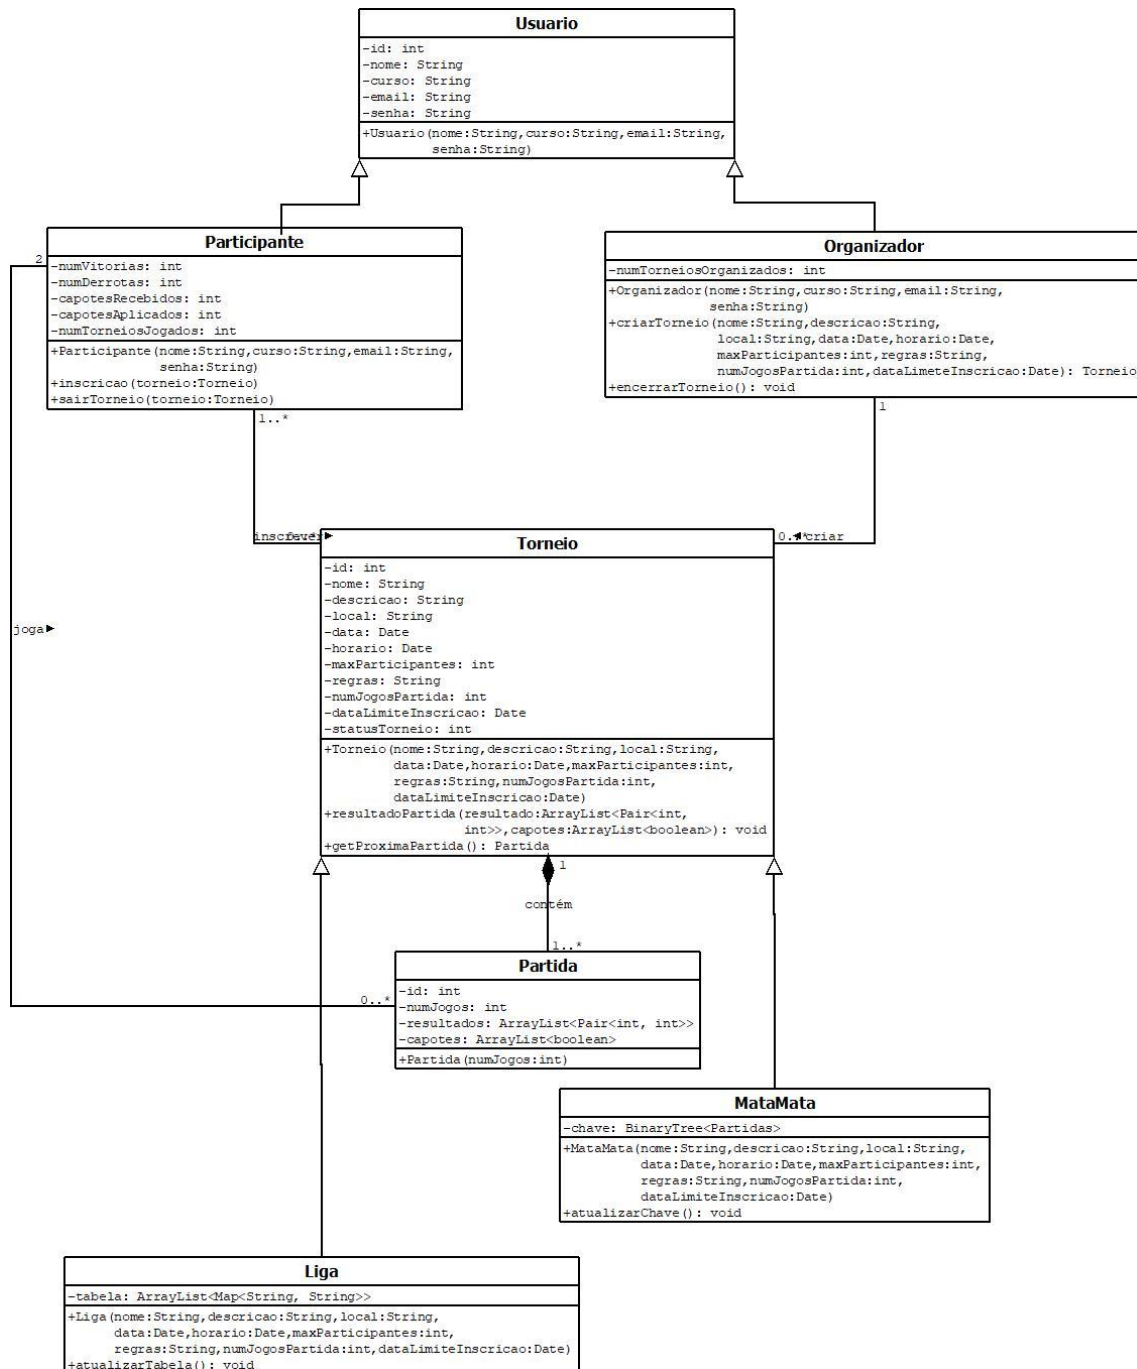 Usuario
-id: int
-nome: String
-curso: String
-email: String
-senha: String
+Usuario(nome:String,curso:String,email:String,
senha:String)
Participante
-numVitorias: int
-numDerrotas: int
-capotesRecebidos: int
-capotesAplicados: int
-numTorneiosJogados: int
+Participante(nome:String,curso:String,email:String,
senha:String)
+inscricao(torneio:Torneio)
+sairTorneio(torneio:Torneio)
Organizador
-numTorneiosOrganizados: int
+Organizador(nome:String,curso:String,email:String,
senha:String)
+criarTorneio(nome:String,descricao:String,
local:String,data:Date,horario:Date,
maxParticipantes:int,regras:String,
numJogosPartida:int,dataLimeteInscricao:Date): Torneio
+encerrarTorneio(): void
2
1..*
1
inscrever
0..*
criar
joga
Torneio
-id: int
-nome: String
-descricao: String
-local: String
-data: Date
-horario: Date
-maxParticipantes: int
-regras: String
-numJogosPartida: int
-dataLimiteInscricao: Date
-statusTorneio: int
+Torneio(nome:String,descricao:String,local:String,
data:Date,horario:Date,maxParticipantes:int,
regras:String,numJogosPartida:int,
dataLimiteInscricao:Date)
+resultadoPartida(resultado:ArrayList<Pair<int,
int>>,capotes:ArrayList<boolean>): void
+getProximaPartida(): Partida
1
contém
1..*
0..*
Partida
-id: int
-numJogos: int
-resultados: ArrayList<Pair<int, int>>
-capotes: ArrayList<boolean>
+Partida(numJogos:int)
MataMata
-chave: BinaryTree<Partidas>
+MataMata(nome:String,descricao:String,local:String,
data:Date,horario:Date,maxParticipantes:int,
regras:String,numJogosPartida:int,
dataLimiteInscricao:Date)
+atualizarChave(): void
Liga
-tabela: ArrayList<Map<String, String>>
+Liga(nome:String,descricao:String,local:String,
data:Date,horario:Date,maxParticipantes:int,
regras:String,numJogosPartida:int,dataLimiteInscricao:Date)
+atualizarTabela(): void